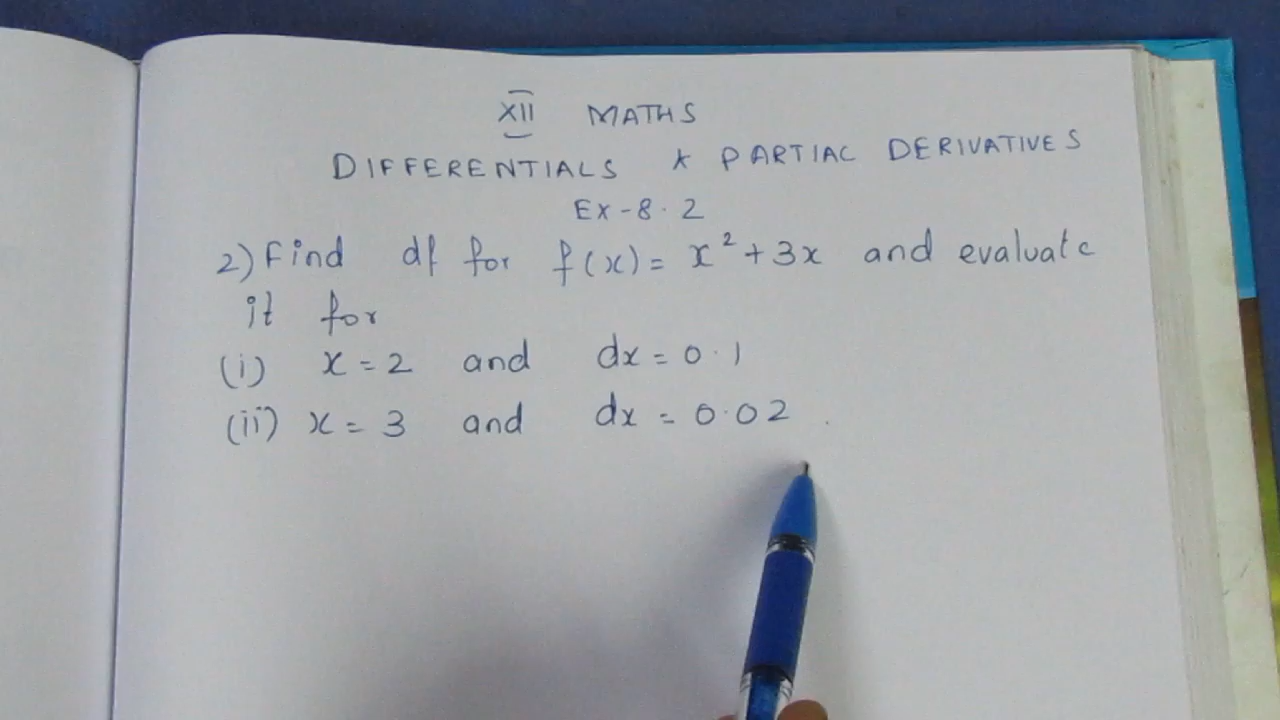 XII MATHS
DIFFERENTIALS & PARTIAL DERIVATIVES
EX-8.2
2) Find df for f(x) = x² + 3x and evaluate
it for
(i) x = 2 and dx = 0.1
(ii) x = 3 and dx = 0.02